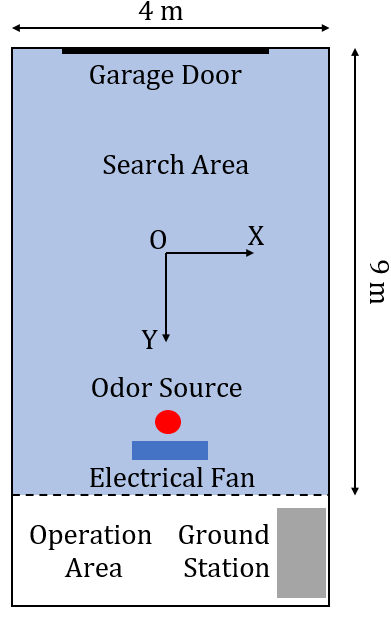 4 m
Garage Door
Search Area
O
X
9 m
Y
Odor Source
Electrical Fan
Operation Area
Ground Station